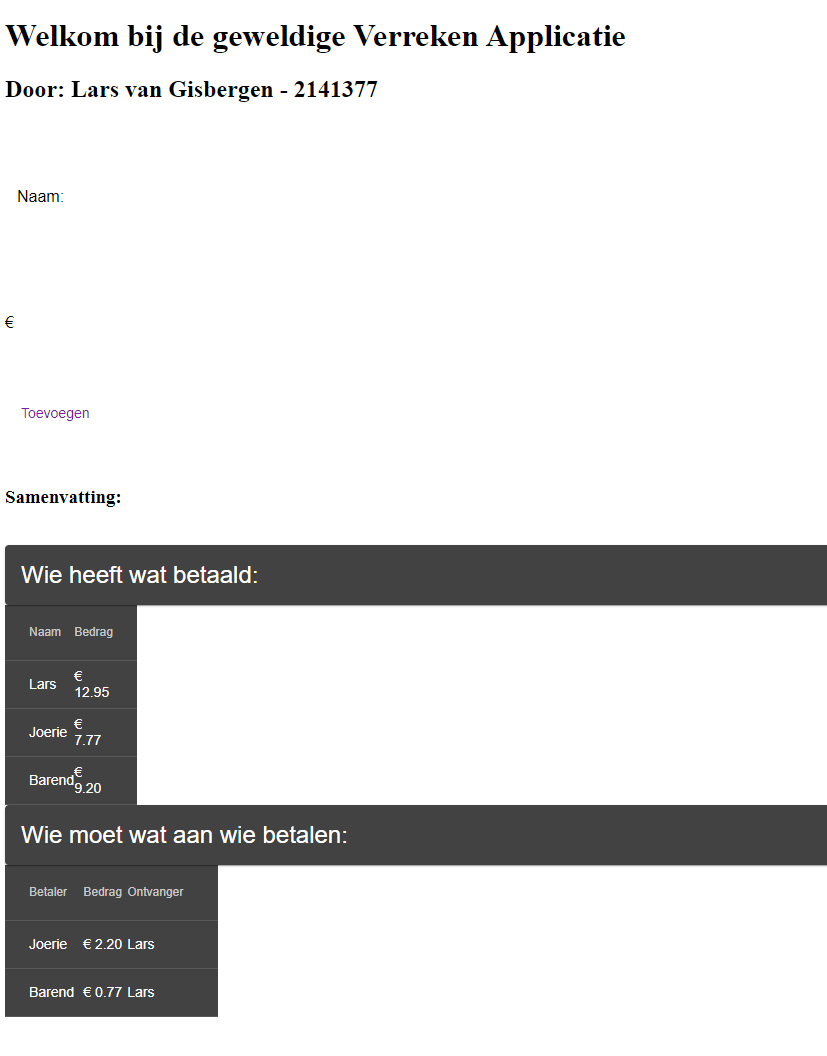 Welkom bij de geweldige Verreken Applicatie
Door: Lars van Gisbergen - 2141377
Naam:
€
Toevoegen
Samenvatting:
Wie heeft wat betaald:
Naam Bedrag
Lars € 12.95
Joerie € 7.77
Barend € 9.20
Wie moet wat aan wie betalen:
Betaler Bedrag Ontvanger
Joerie € 2.20 Lars
Barend € 0.77 Lars